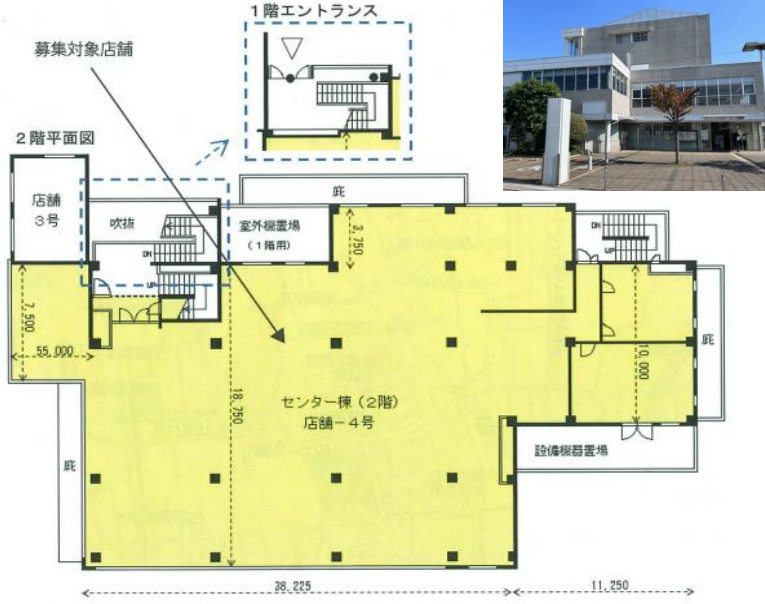 1階エントランス
募集対象店舗
2階平面図
店舗
3号
吹抜
DN
UP
庇
室外機置場
(1階用)
3,750
DN
UP
7,500
55,000
18,750
センター棟(2階)
店舗-4号
10,000
庇
庇
設備機器置場
38,225
11,250